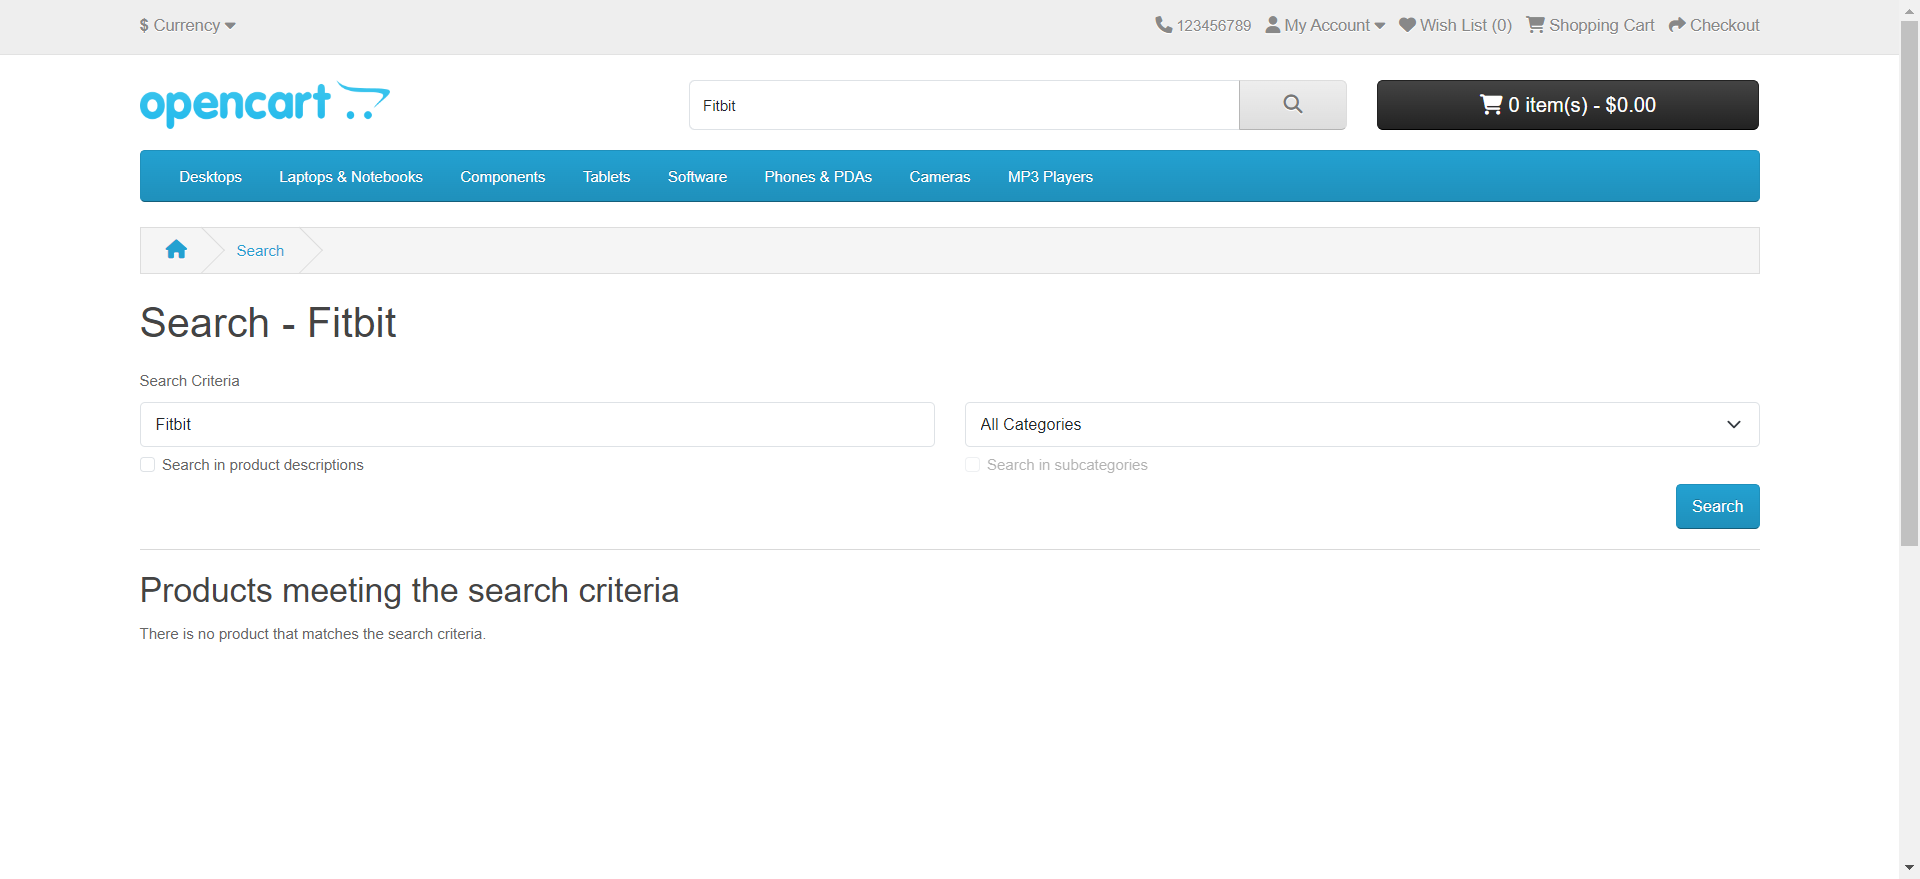 $ Currency
123456789 My Account Wish List (0) Shopping Cart Checkout
opencart
Fitbit
0 item(s) - $0.00
Desktops Laptops & Notebooks Components Tablets Software Phones & PDAs Cameras MP3 Players
Search
Search - Fitbit
Search Criteria
Fitbit
All Categories
Search in product descriptions
Search in subcategories
Search
Products meeting the search criteria
There is no product that matches the search criteria.